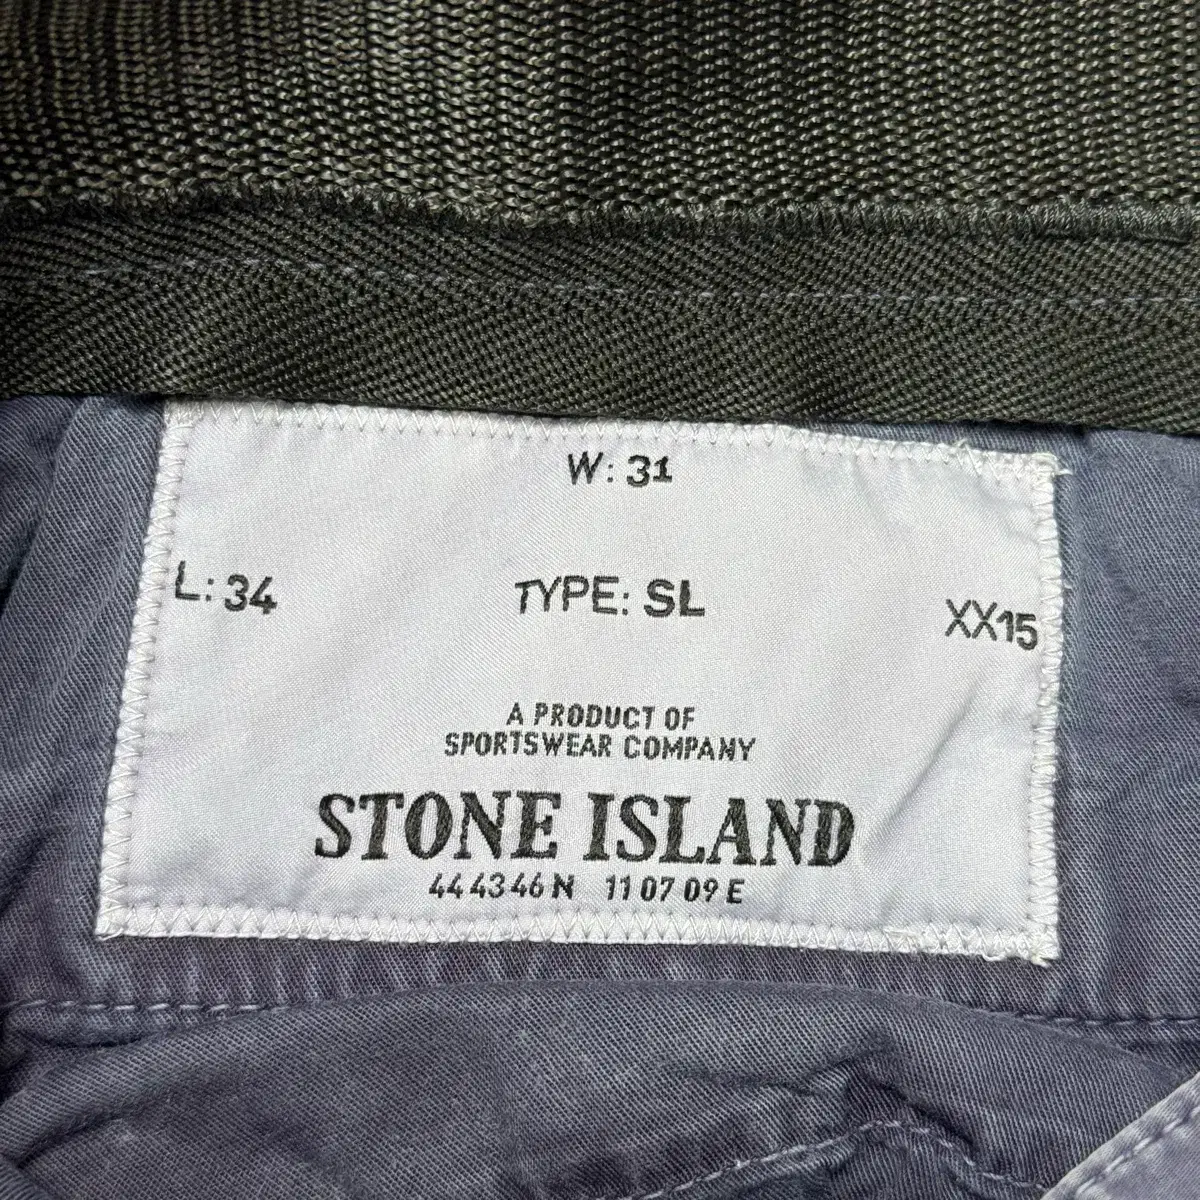 W: 31
L: 34
TYPE: SL
XX15
A PRODUCT OF
SPORTSWEAR COMPANY
STONE ISLAND
44 43 46 N 11 07 09 E